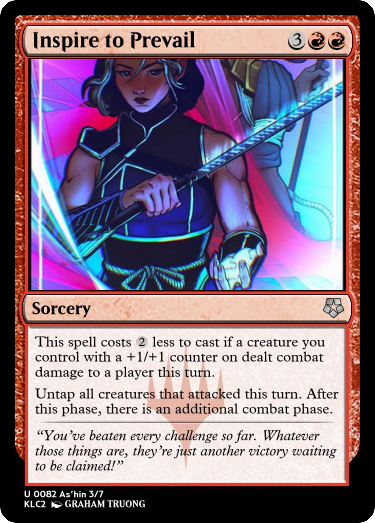 Inspire to Prevail 3
Sorcery
This spell costs 2 less to cast if a creature you
control with a +1/+1 counter on dealt combat
damage to a player this turn.
Untap all creatures that attacked this turn. After
this phase, there is an additional combat phase.
“You’ve beaten every challenge so far. Whatever
those things are, they’re just another victory waiting
to be claimed!”
U 0082 As'hin 3/7
KLC2 GRAHAM TRUONG